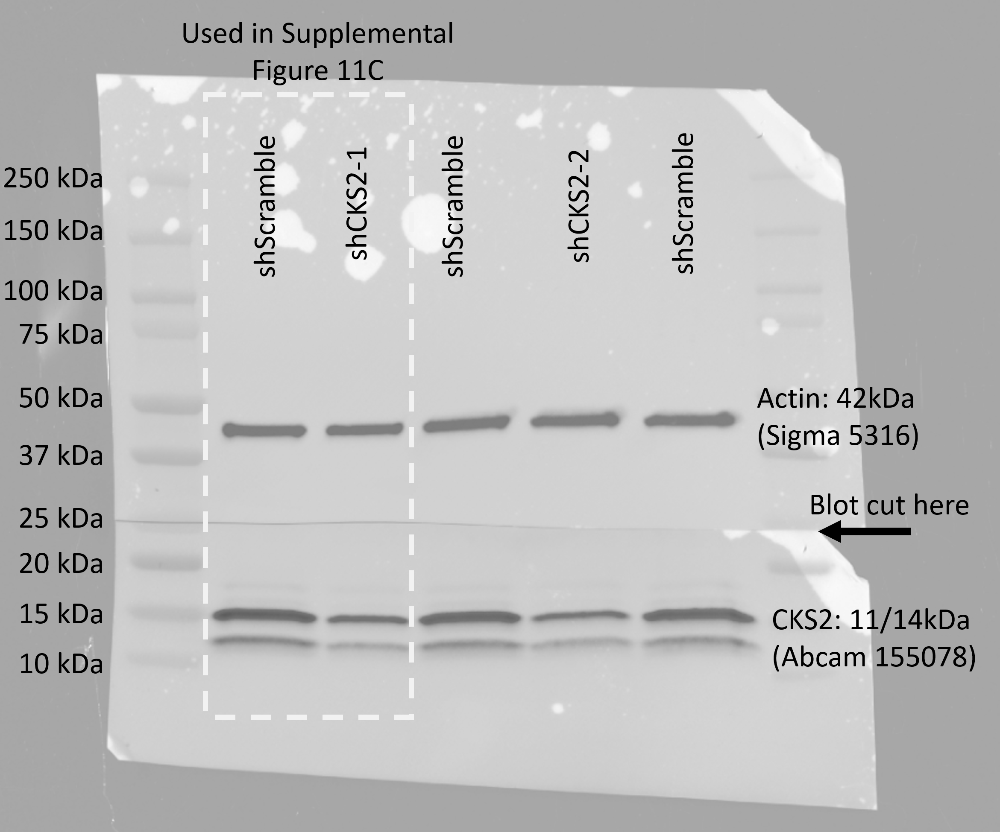 Used in Supplemental
Figure 11C
shScramble
shCKS2-1
shScramble
shCKS2-2
shScramble
250 kDa
150 kDa
100 kDa
75 kDa
50 kDa
37 kDa
25 kDa
20 kDa
15 kDa
10 kDa
Actin: 42kDa
(Sigma 5316)
Blot cut here
CKS2: 11/14kDa
(Abcam 155078)